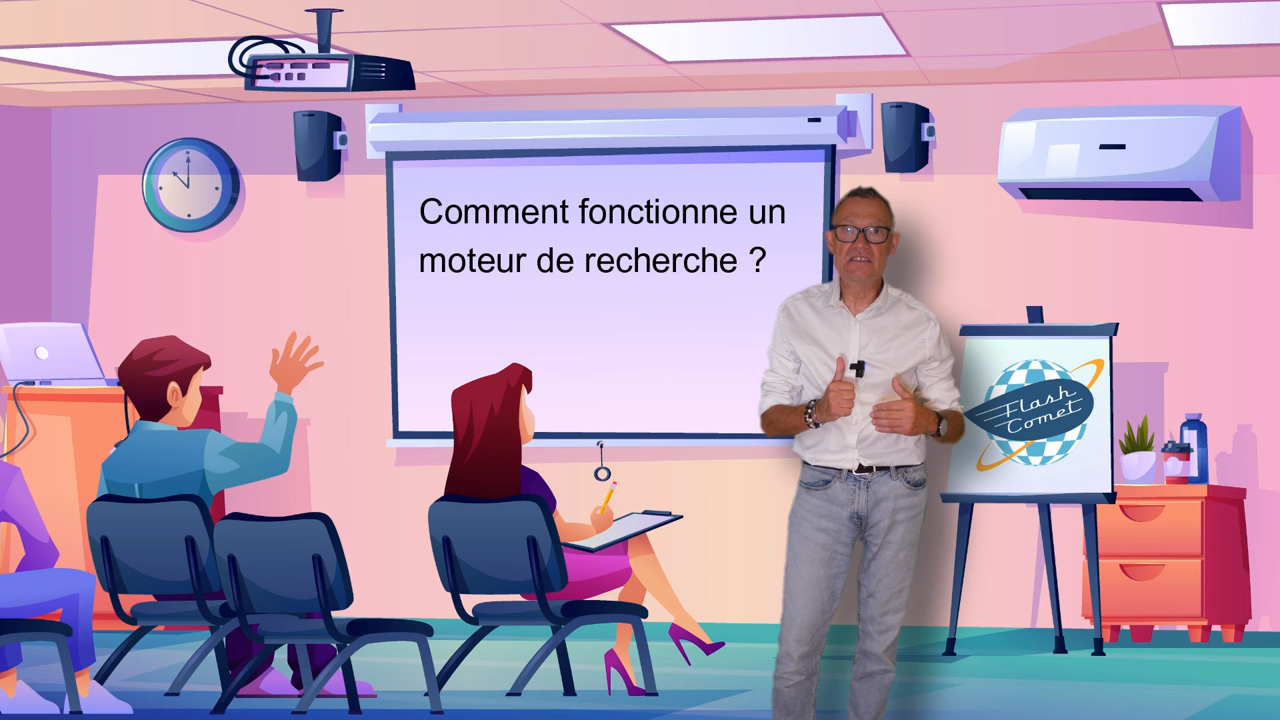 Comment fonctionne un
moteur de recherche ?
Flash
Comet